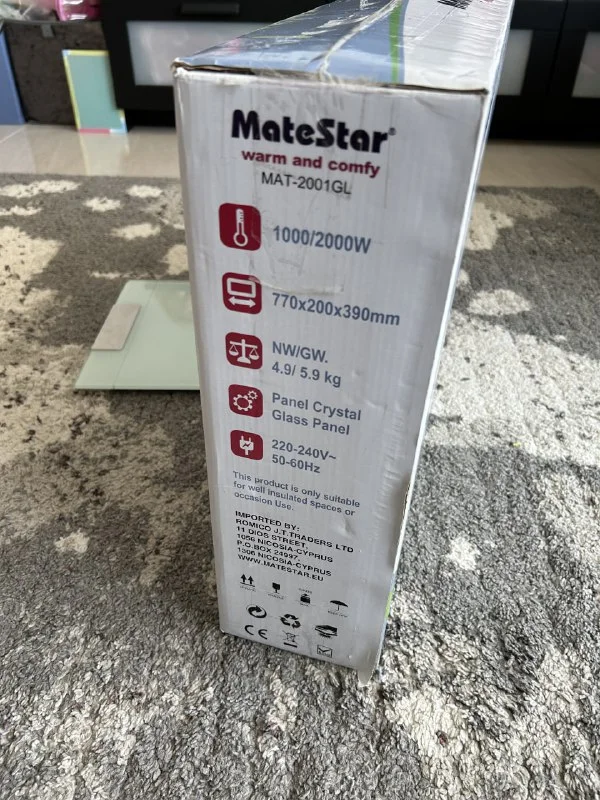 MateStar®
warm and comfy
MAT-2001GL
1000/2000W
770x200x390mm
NW/GW.
4.9/ 5.9 kg
Panel Crystal
Glass Panel
220-240V~
50-60Hz
This product is only suitable
for well insulated spaces or
occasion Use.
IMPORTED BY:
ROMICO J.T.TRADERS LTD
11 DIOS STREET,
1056 NICOSIA-CYPRUS
P.O.BOX 24997,
1306 NICOSIA-CYPRUS
WWW.MATESTAR.EU
CE